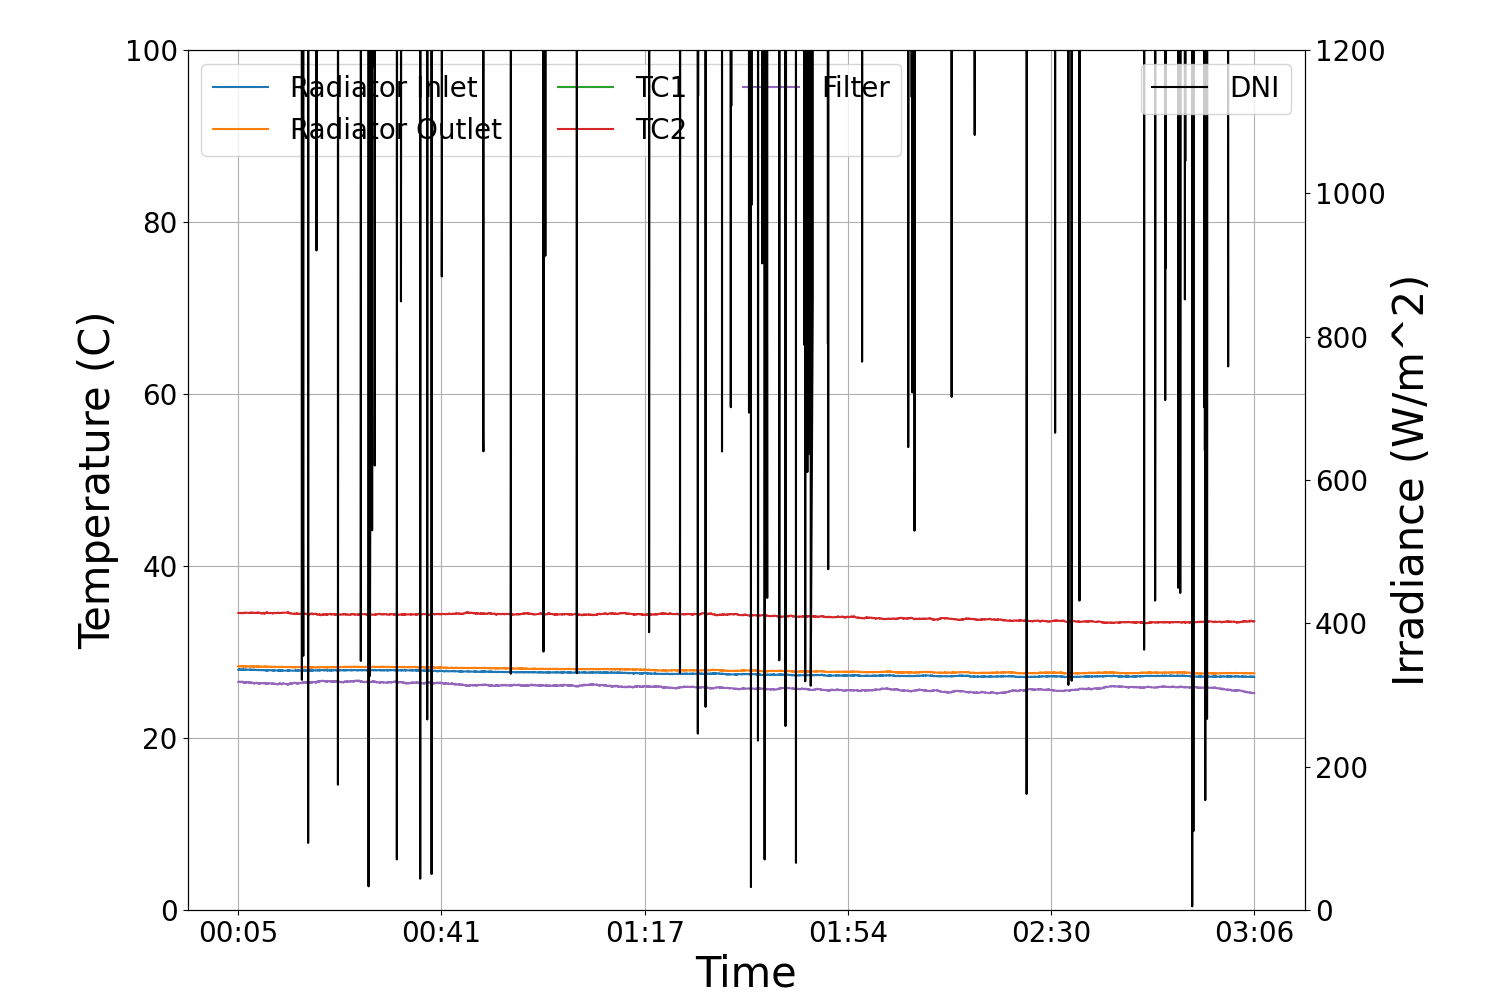 Radiator Inlet
Radiator Outlet
TC1
TC2
Filter
DNI
Temperature (C)
100
80
60
40
20
0
Irradiance (W/m^2)
1200
1000
800
600
400
200
0
00:05 00:41 01:17 01:54 02:30 03:06
Time